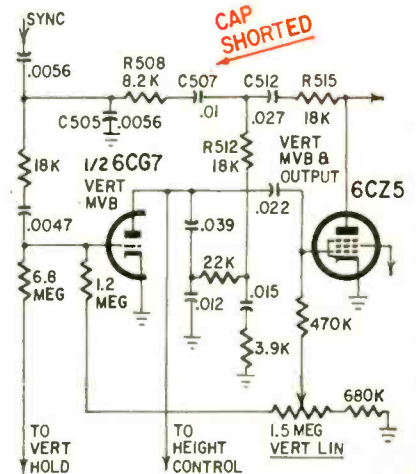 SYNC
CAP
SHORTED
.0056
R508
8.2K
C507
.01
C512
.027
R515
18K
C505
.0056
R512
18K
VERT
MVB &
OUTPUT
6CZ5
18K
1/2 6CG7
VERT
MVB
.0047
.039
.022
6.8
MEG
1.2
MEG
22K
.012
.015
470K
3.9K
680K
1.5 MEG
VERT LIN
TO
VERT
HOLD
TO
HEIGHT
CONTROL